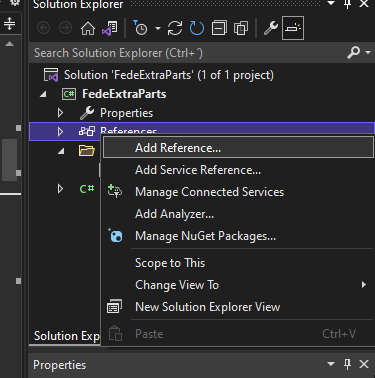 Solution Explorer
Search Solution Explorer (Ctrl+´)
Solution 'FedeExtraParts' (1 of 1 project)
C# FedeExtraParts
Properties
References
Add Reference...
Add Service Reference...
Manage Connected Services
C# Add Analyzer...
Manage NuGet Packages...
Scope to This
Change View To
New Solution Explorer View
Paste Ctrl+V
Solution Exp
Properties